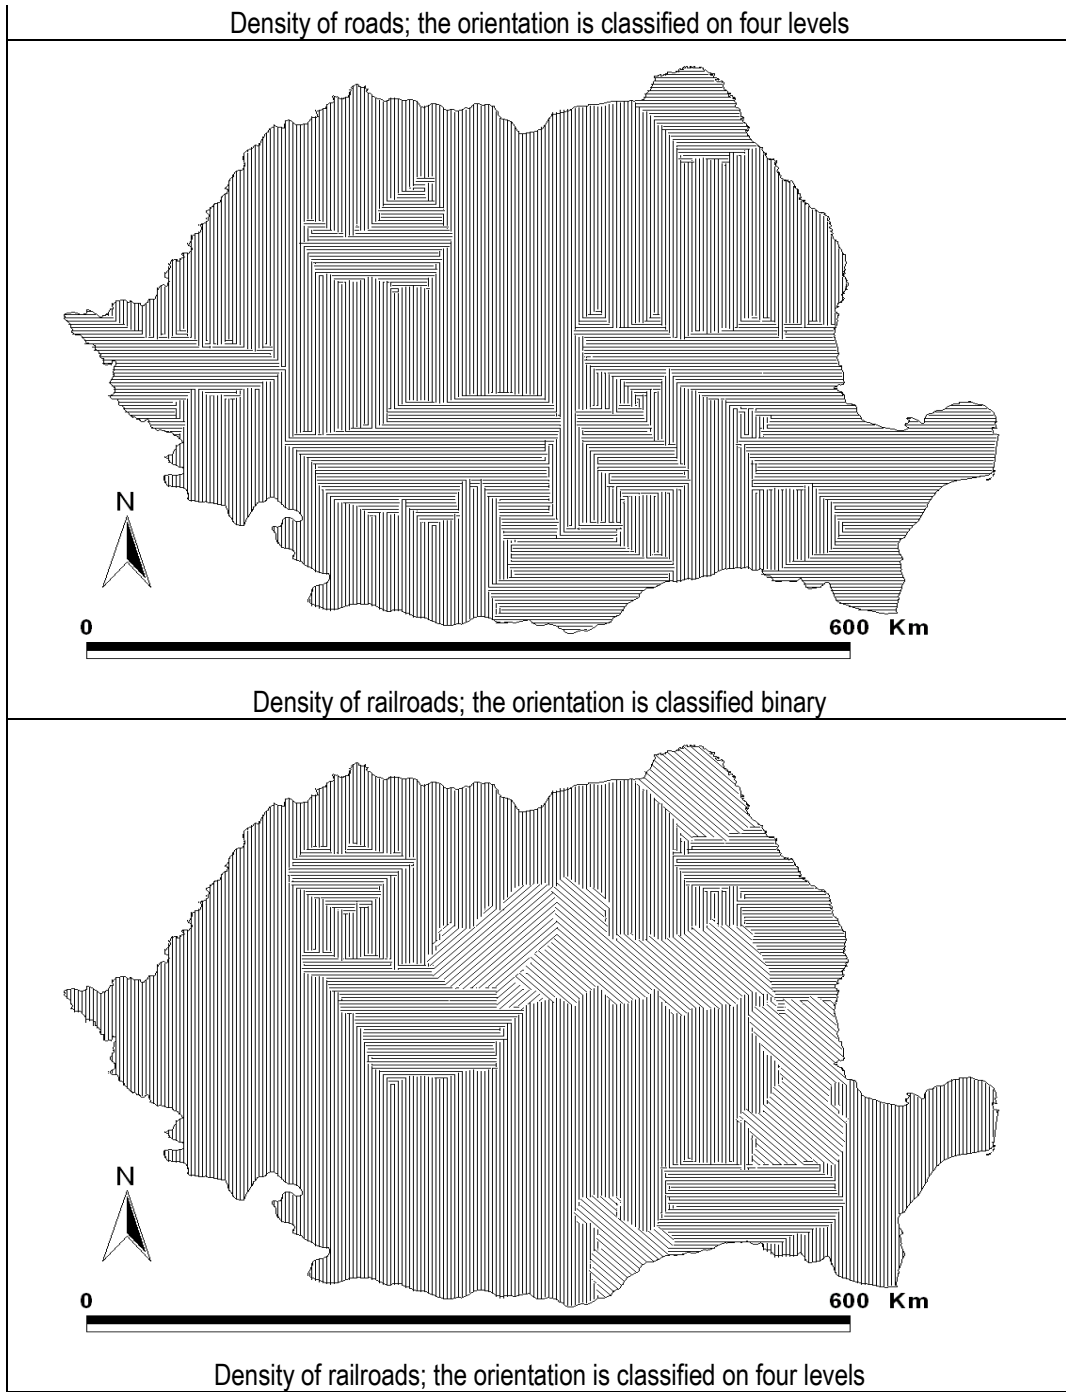 Density of roads; the orientation is classified on four levels
N
0
600 Km
Density of railroads; the orientation is classified binary
N
0
600 Km
Density of railroads; the orientation is classified on four levels